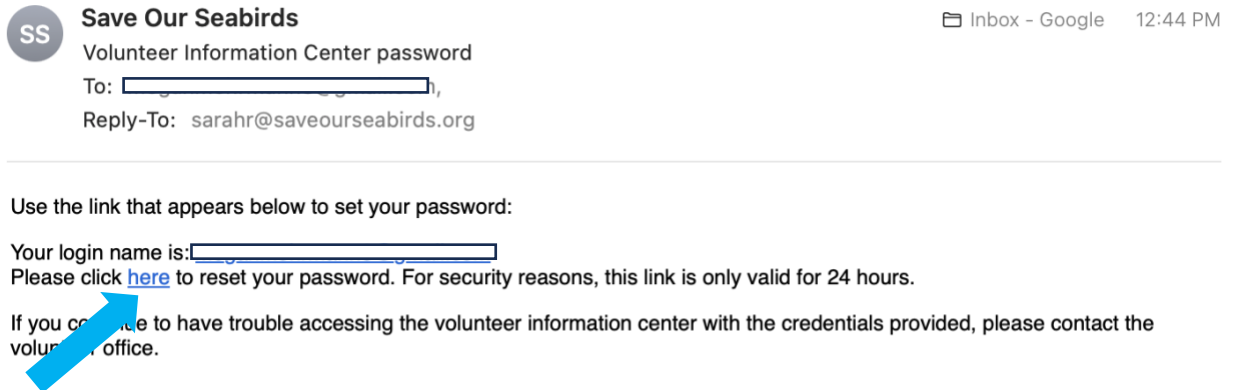 SS
Save Our Seabirds
Inbox - Google 12:44 PM
Volunteer Information Center password
To:
Reply-To: sarahr@saveourseabirds.org
Use the link that appears below to set your password:
Your login name is:
Please click here to reset your password. For security reasons, this link is only valid for 24 hours.
If you to have trouble accessing the volunteer information center with the credentials provided, please contact the
office.